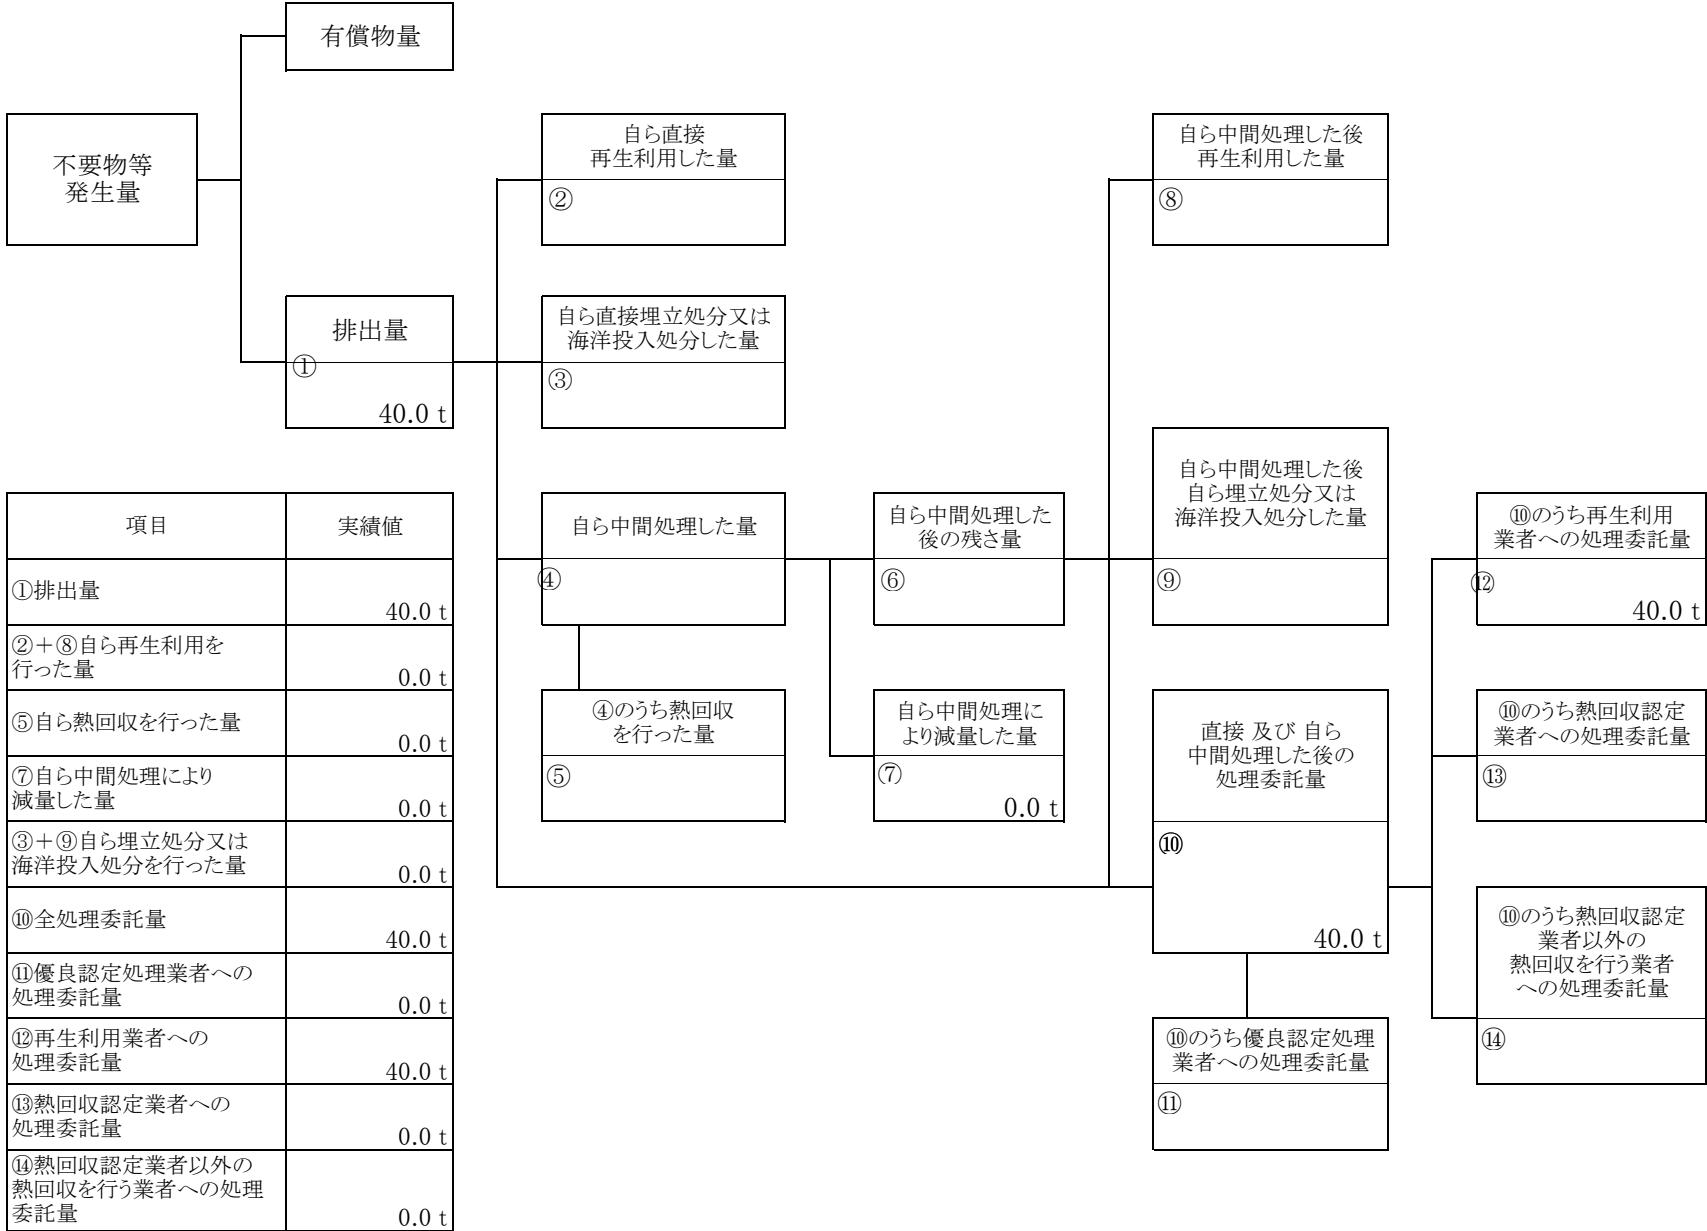 有償物量
不要物等
発生量
自ら直接
再生利用した量
②
自ら中間処理した後
再生利用した量
⑧
排出量
①
40.0 t
自ら直接埋立処分又は
海洋投入処分した量
③
自ら中間処理した量
④
自ら中間処理した
後の残さ量
⑥
自ら中間処理した後
自ら埋立処分又は
海洋投入処分した量
⑨
⑩のうち再生利用
業者への処理委託量
⑫
40.0 t
④のうち熱回収
を行った量
⑤
自ら中間処理に
より減量した量
⑦
0.0 t
直接 及び 自ら
中間処理した後の
処理委託量
⑩
40.0 t
⑩のうち熱回収認定
業者への処理委託量
⑬
⑩のうち熱回収認定
業者以外の
熱回収を行う業者
への処理委託量
⑭
⑩のうち優良認定処理
業者への処理委託量
⑪
項目
実績値
①排出量
40.0 t
②＋⑧自ら再生利用を
行った量
0.0 t
⑤自ら熱回収を行った量
0.0 t
⑦自ら中間処理により
減量した量
0.0 t
③＋⑨自ら埋立処分又は
海洋投入処分を行った量
0.0 t
⑩全処理委託量
40.0 t
⑪優良認定処理業者への
処理委託量
0.0 t
⑫再生利用業者への
処理委託量
40.0 t
⑬熱回収認定業者への
処理委託量
0.0 t
⑭熱回収認定業者以外の
熱回収を行う業者への処理
委託量
0.0 t